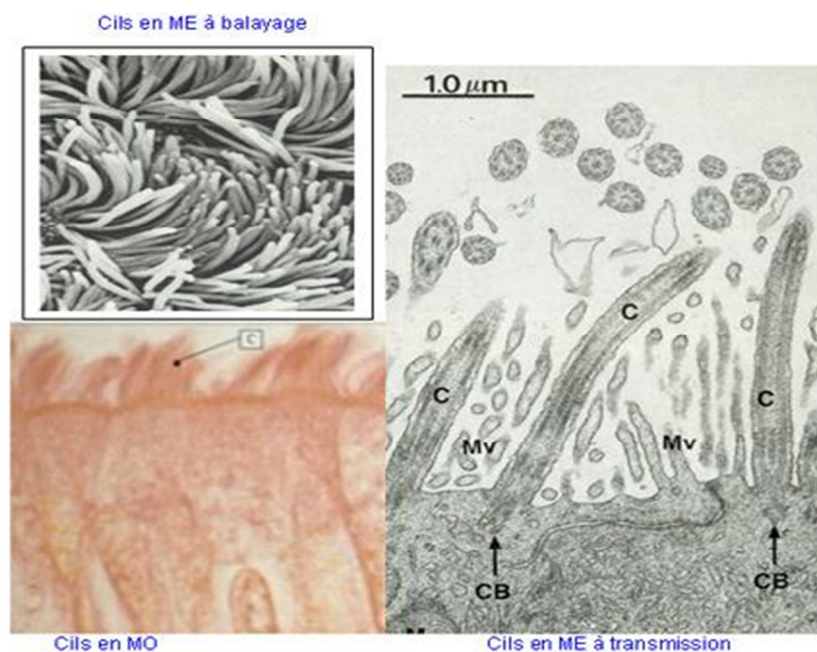 Cils en ME à balayage
1.0 µm
C
C
C
C
Mv
Mv
CB
CB
Cils en MO
Cils en ME à transmission